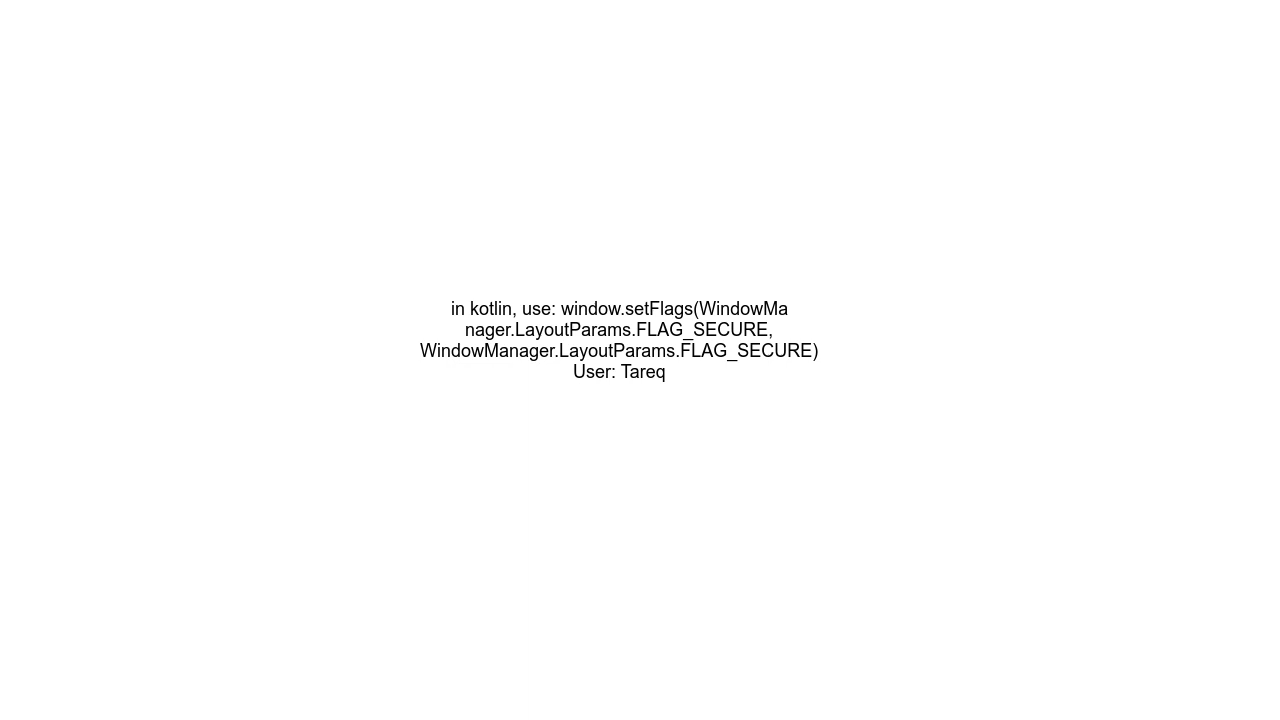 in kotlin, use: window.setFlags(WindowMa
nager.LayoutParams.FLAG_SECURE,
WindowManager.LayoutParams.FLAG_SECURE)
User: Tareq